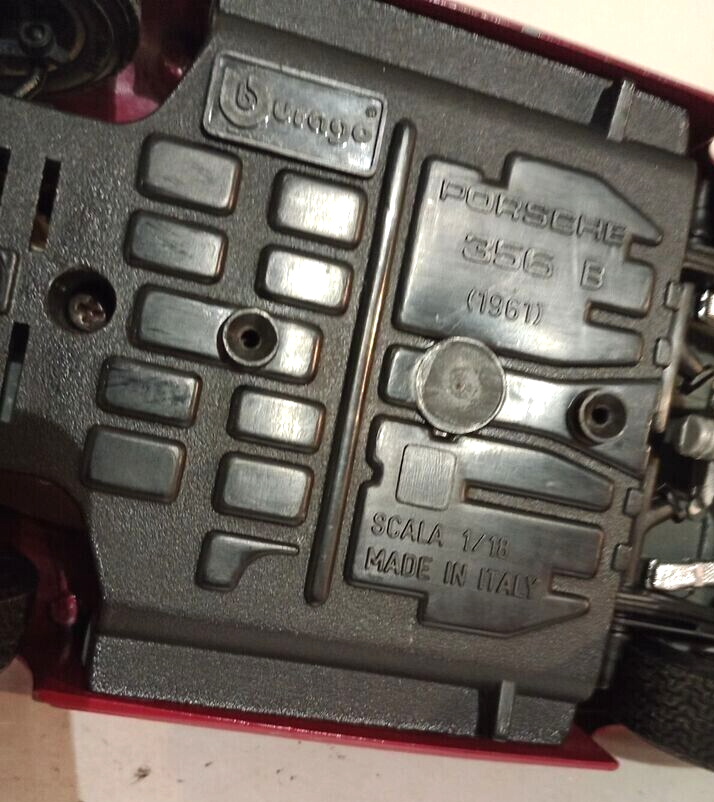 burago®
PORSCHE
356 B
(1961)
SCALA 1/18
MADE IN ITALY